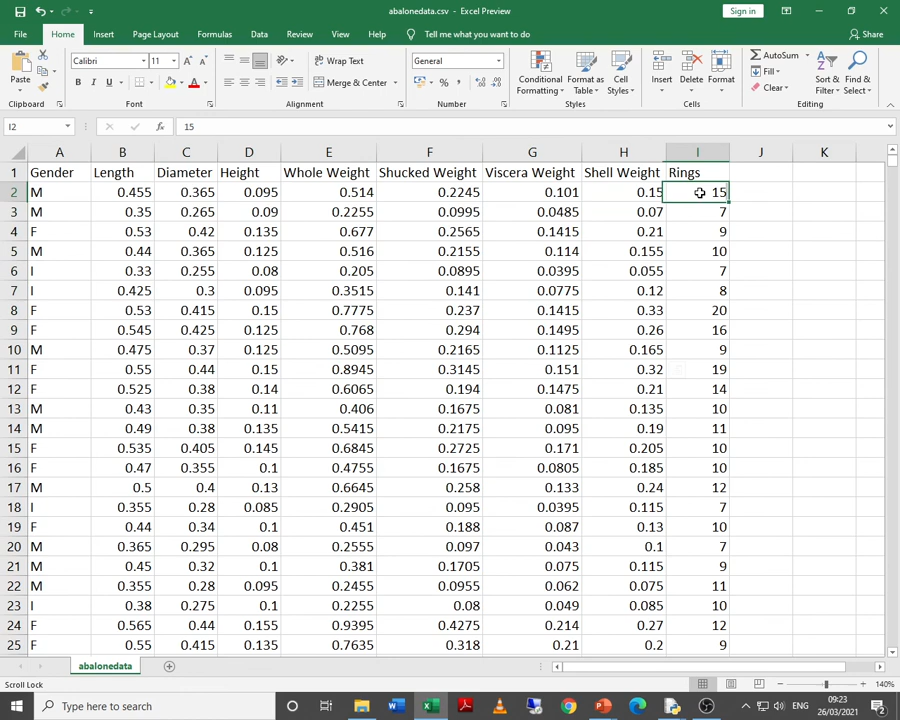 abalonedata.csv - Excel Preview
Sign in
File Home Insert Page Layout Formulas Data Review View Help Tell me what you want to do Share
Paste Calibri 11 Wrap Text General Conditional Formatting Format as Table Cell Styles Insert Delete Format AutoSum Sort & Filter Find & Select
B I U Merge & Center Fill
Clear
Clipboard Font Alignment Number Styles Cells Editing
I2 fx 15
A B C D E F G H I J K
1 Gender Length Diameter Height Whole Weight Shucked Weight Viscera Weight Shell Weight Rings
2 M 0.455 0.365 0.095 0.514 0.2245 0.101 0.15 15
3 M 0.35 0.265 0.09 0.2255 0.0995 0.0485 0.07 7
4 F 0.53 0.42 0.135 0.677 0.2565 0.1415 0.21 9
5 M 0.44 0.365 0.125 0.516 0.2155 0.114 0.155 10
6 I 0.33 0.255 0.08 0.205 0.0895 0.0395 0.055 7
7 I 0.425 0.3 0.095 0.3515 0.141 0.0775 0.12 8
8 F 0.53 0.415 0.15 0.7775 0.237 0.1415 0.33 20
9 F 0.545 0.425 0.125 0.768 0.294 0.1495 0.26 16
10 M 0.475 0.37 0.125 0.5095 0.2165 0.1125 0.165 9
11 F 0.55 0.44 0.15 0.8945 0.3145 0.151 0.32 19
12 F 0.525 0.38 0.14 0.6065 0.194 0.1475 0.21 14
13 M 0.43 0.35 0.11 0.406 0.1675 0.081 0.135 10
14 M 0.49 0.38 0.135 0.5415 0.2175 0.095 0.19 11
15 F 0.535 0.405 0.145 0.6845 0.2725 0.171 0.205 10
16 F 0.47 0.355 0.1 0.4755 0.1675 0.0805 0.185 10
17 M 0.5 0.4 0.13 0.6645 0.258 0.133 0.24 12
18 I 0.355 0.28 0.085 0.2905 0.095 0.0395 0.115 7
19 F 0.44 0.34 0.1 0.451 0.188 0.087 0.13 10
20 M 0.365 0.295 0.08 0.2555 0.097 0.043 0.1 7
21 M 0.45 0.32 0.1 0.381 0.1705 0.075 0.115 9
22 M 0.355 0.28 0.095 0.2455 0.0955 0.062 0.075 11
23 I 0.38 0.275 0.1 0.2255 0.08 0.049 0.085 10
24 F 0.565 0.44 0.155 0.9395 0.4275 0.214 0.27 12
25 F 0.55 0.415 0.135 0.7635 0.318 0.21 0.2 9
abalonedata
Scroll Lock 140%
Type here to search
09:23
26/03/2021